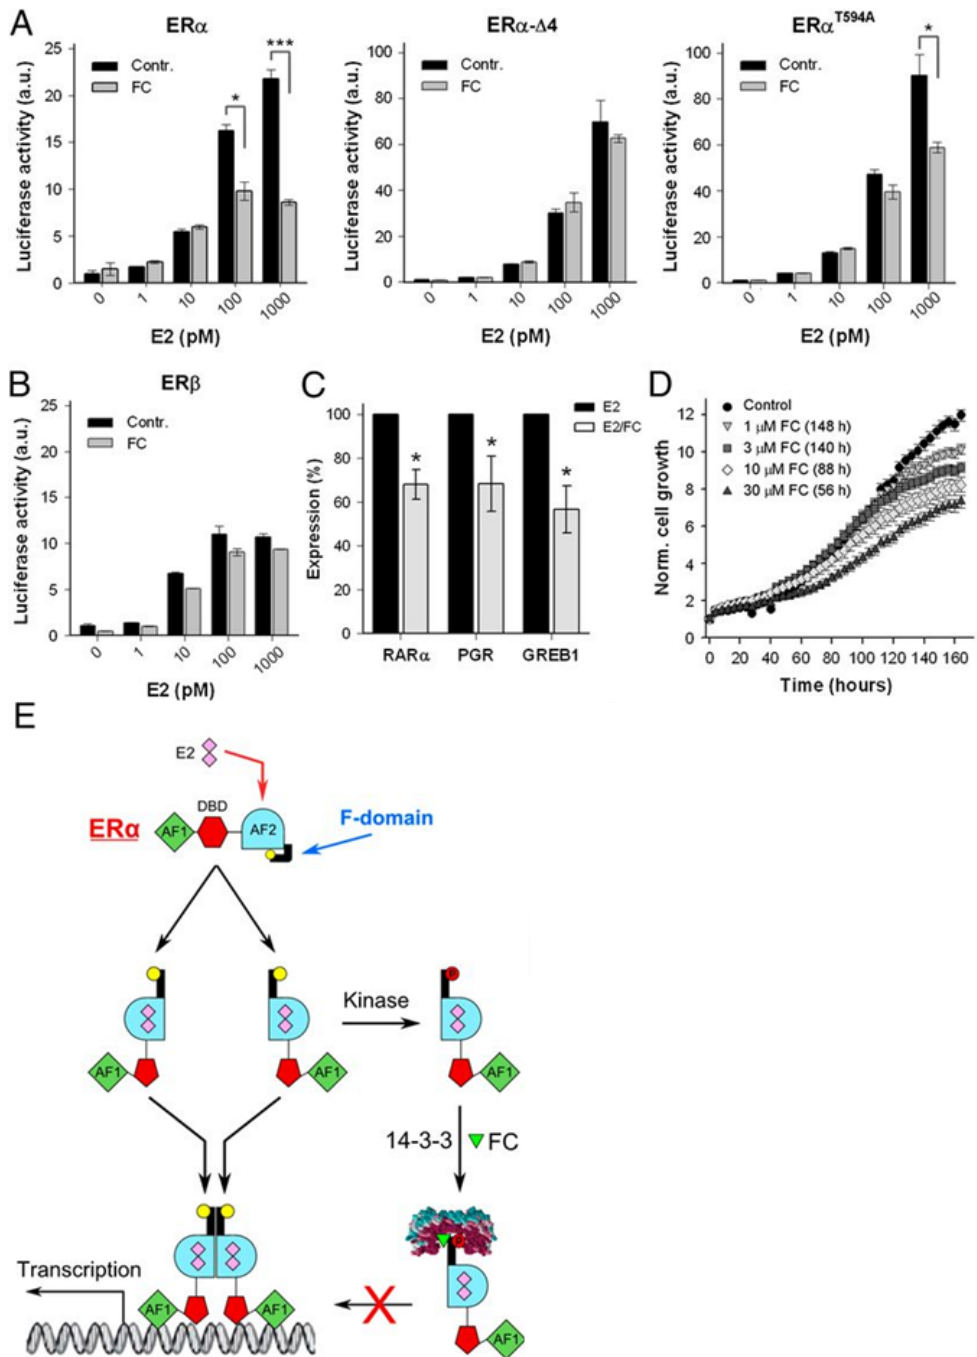 A
ERα
Luciferase activity (a.u.)
25
20
15
10
5
0
Contr.
FC
*
***
0
1
10
100
1000
E2 (pM)
ERα-Δ4
Luciferase activity (a.u.)
100
80
60
40
20
0
Contr.
FC
0
1
10
100
1000
E2 (pM)
ERα^T594A
Luciferase activity (a.u.)
100
80
60
40
20
0
Contr.
FC
*
0
1
10
100
1000
E2 (pM)
B
ERβ
Luciferase activity (a.u.)
25
20
15
10
5
0
Contr.
FC
0
1
10
100
1000
E2 (pM)
C
Expression (%)
100
80
60
40
20
0
E2
E2/FC
*
*
*
RARα
PGR
GREB1
D
Norm. cell growth
12
10
8
6
4
2
0
Control
1 μM FC (148 h)
3 μM FC (140 h)
10 μM FC (88 h)
30 μM FC (56 h)
0
20
40
60
80
100
120
140
160
Time (hours)
E
E2
ERα
AF1
DBD
AF2
F-domain
Kinase
P
AF1
AF1
AF1
14-3-3
FC
P
Transcription
AF1
AF1
X
AF1